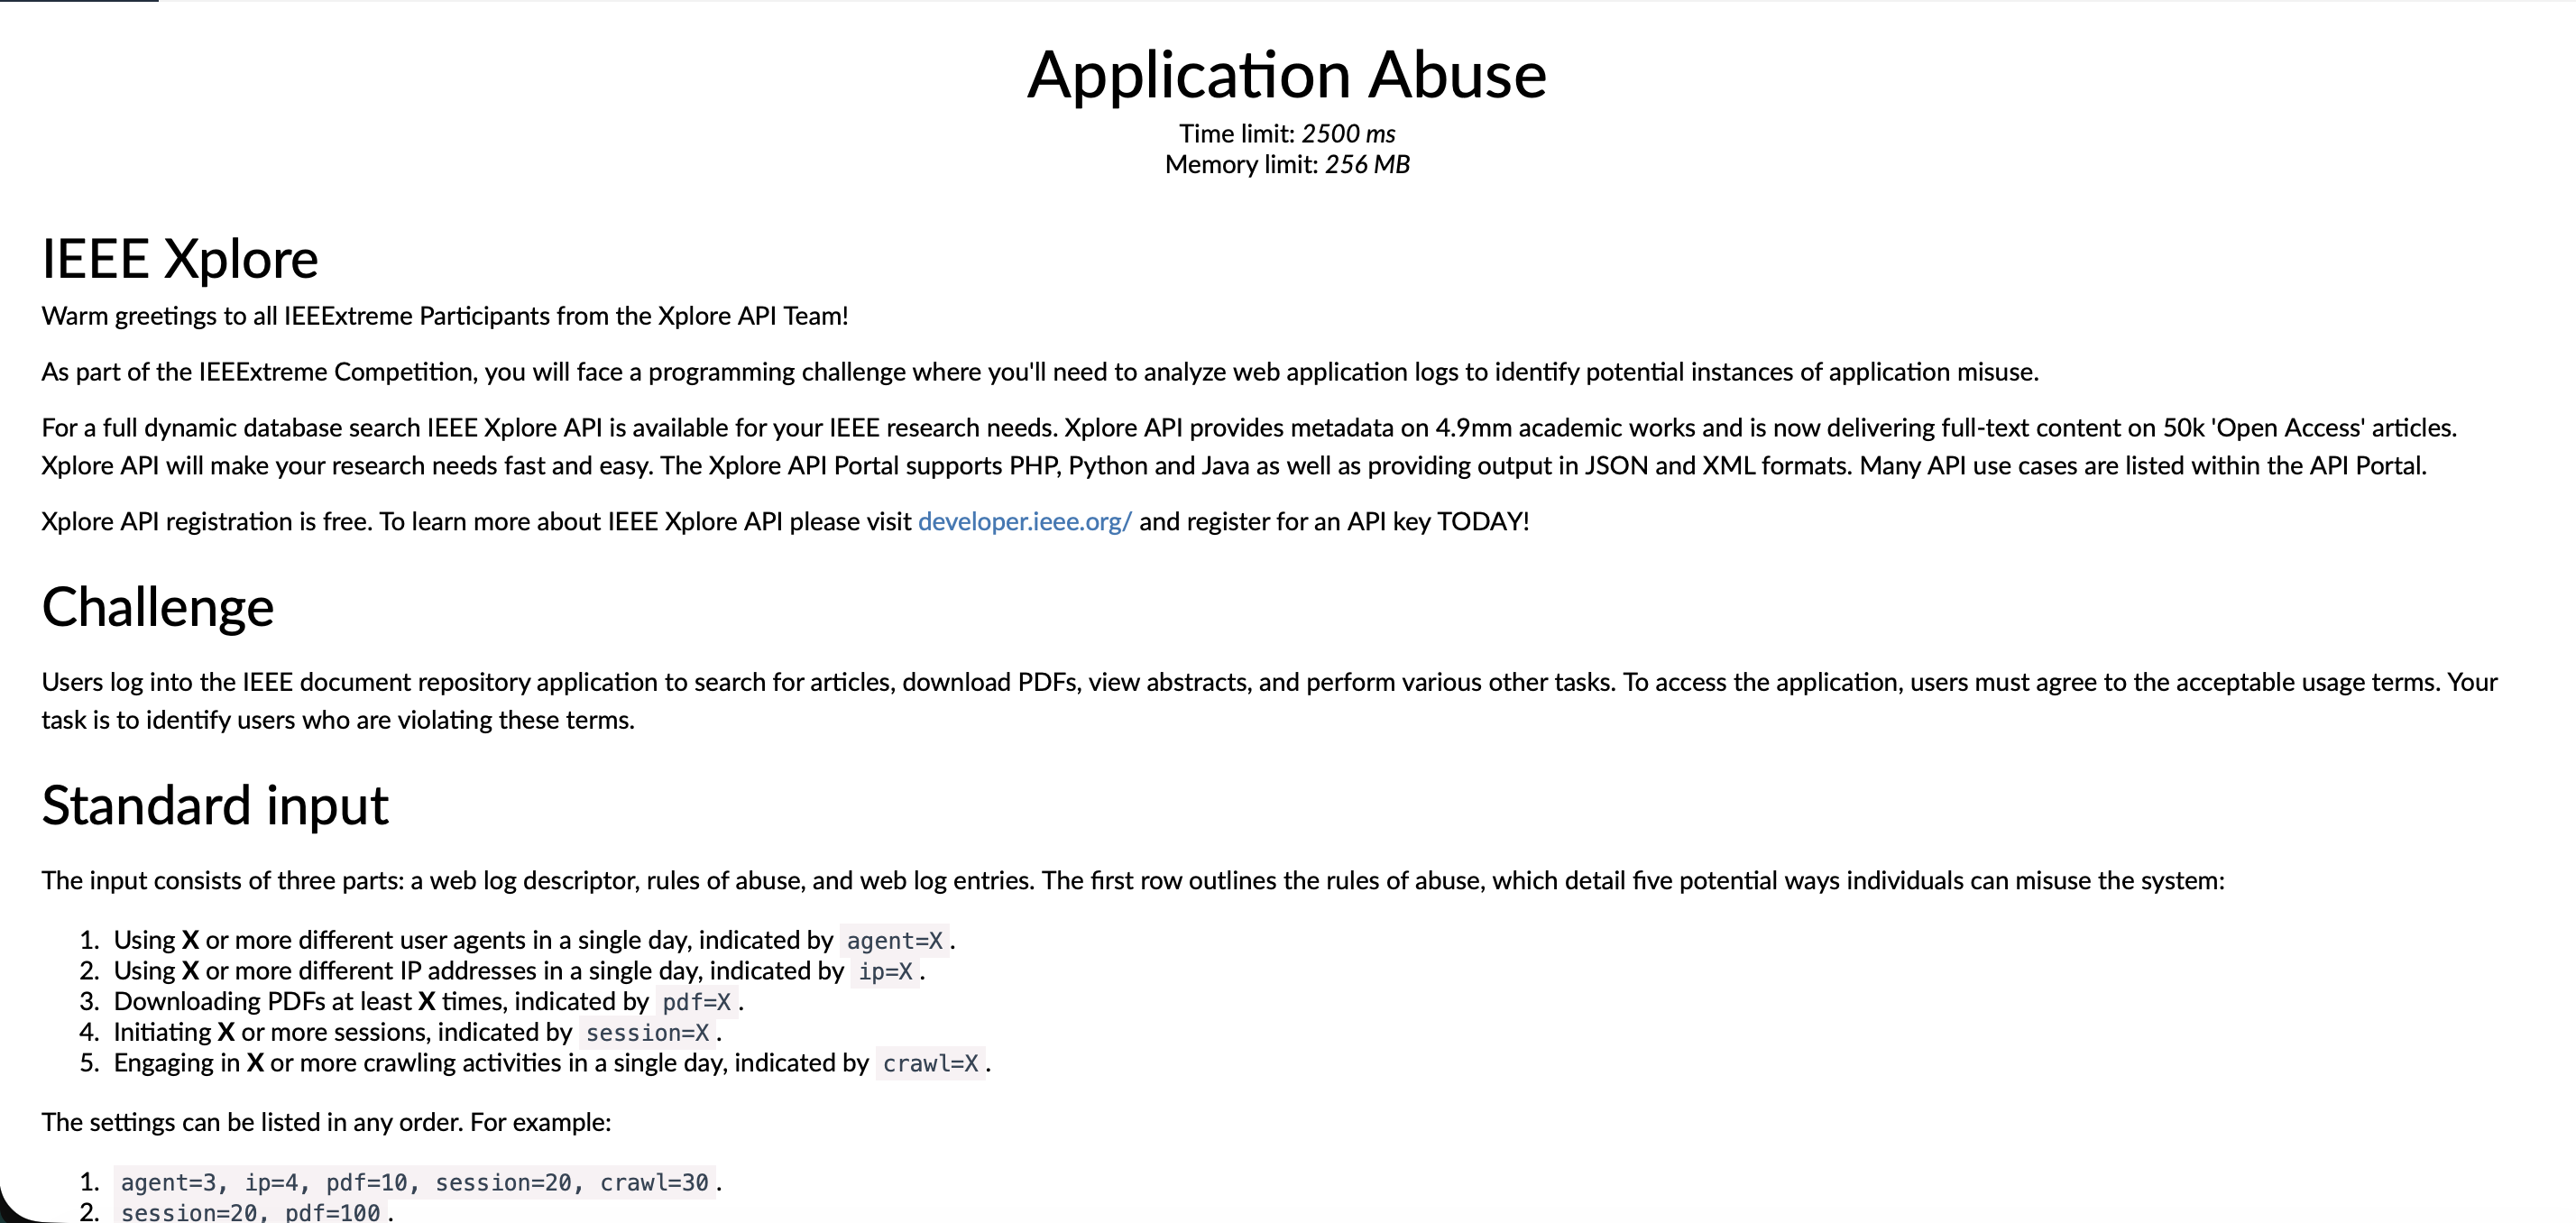 Application Abuse
Time limit: 2500 ms
Memory limit: 256 MB
IEEE Xplore
Warm greetings to all IEEExtreme Participants from the Xplore API Team!
As part of the IEEExtreme Competition, you will face a programming challenge where you'll need to analyze web application logs to identify potential instances of application misuse.
For a full dynamic database search IEEE Xplore API is available for your IEEE research needs. Xplore API provides metadata on 4.9mm academic works and is now delivering full-text content on 50k 'Open Access' articles.
Xplore API will make your research needs fast and easy. The Xplore API Portal supports PHP, Python and Java as well as providing output in JSON and XML formats. Many API use cases are listed within the API Portal.
Xplore API registration is free. To learn more about IEEE Xplore API please visit developer.ieee.org/ and register for an API key TODAY!
Challenge
Users log into the IEEE document repository application to search for articles, download PDFs, view abstracts, and perform various other tasks. To access the application, users must agree to the acceptable usage terms. Your
task is to identify users who are violating these terms.
Standard input
The input consists of three parts: a web log descriptor, rules of abuse, and web log entries. The first row outlines the rules of abuse, which detail five potential ways individuals can misuse the system:
1. Using X or more different user agents in a single day, indicated by agent=X.
2. Using X or more different IP addresses in a single day, indicated by ip=X.
3. Downloading PDFs at least X times, indicated by pdf=X.
4. Initiating X or more sessions, indicated by session=X.
5. Engaging in X or more crawling activities in a single day, indicated by crawl=X.
The settings can be listed in any order. For example:
1. agent=3, ip=4, pdf=10, session=20, crawl=30.
2. session=20, pdf=100.